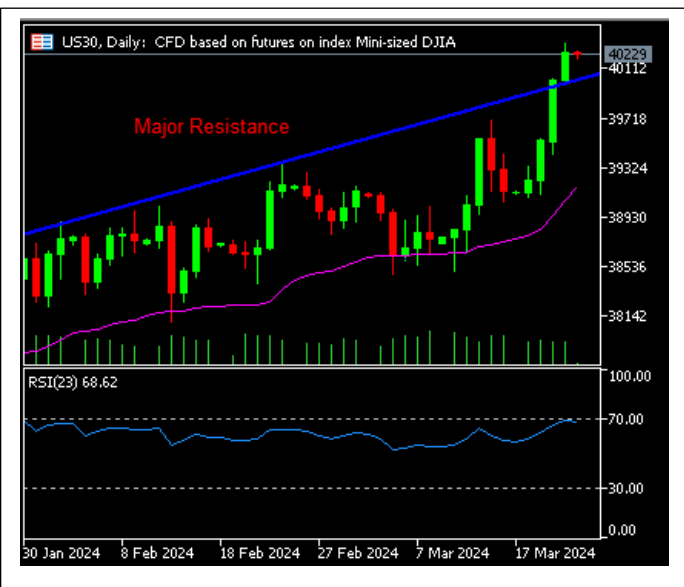 US30, Daily: CFD based on futures on index Mini-sized DJIA
40229
40112
Major Resistance
39718
39324
38930
38536
38142
RSI(23) 68.62
100.00
70.00
30.00
0.00
30 Jan 2024 8 Feb 2024 18 Feb 2024 27 Feb 2024 7 Mar 2024 17 Mar 2024